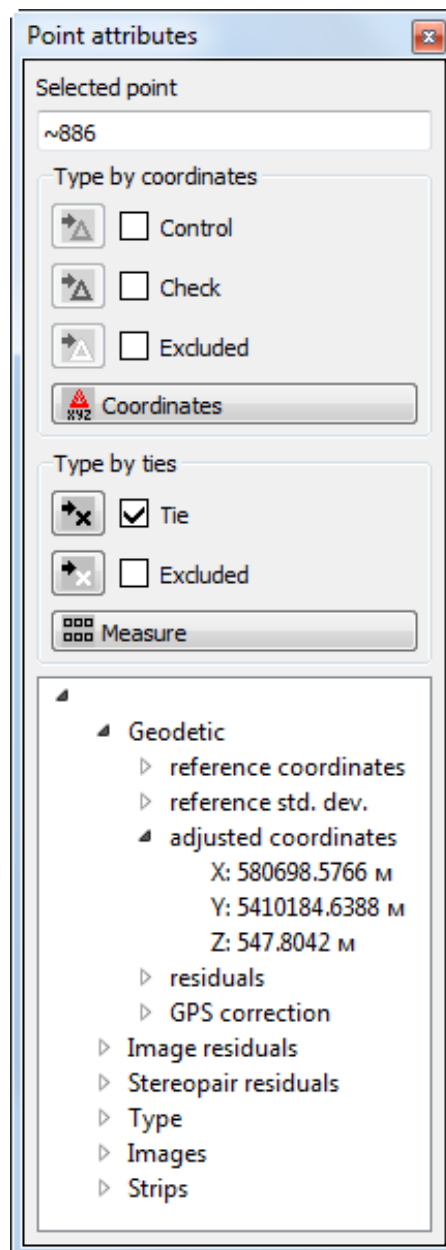 Point attributes
Selected point
~886
Type by coordinates
Control
Check
Excluded
XYZ Coordinates
Type by ties
Tie
Excluded
Measure
Geodetic
reference coordinates
reference std. dev.
adjusted coordinates
X: 580698.5766 м
Y: 5410184.6388 м
Z: 547.8042 м
residuals
GPS correction
Image residuals
Stereopair residuals
Type
Images
Strips